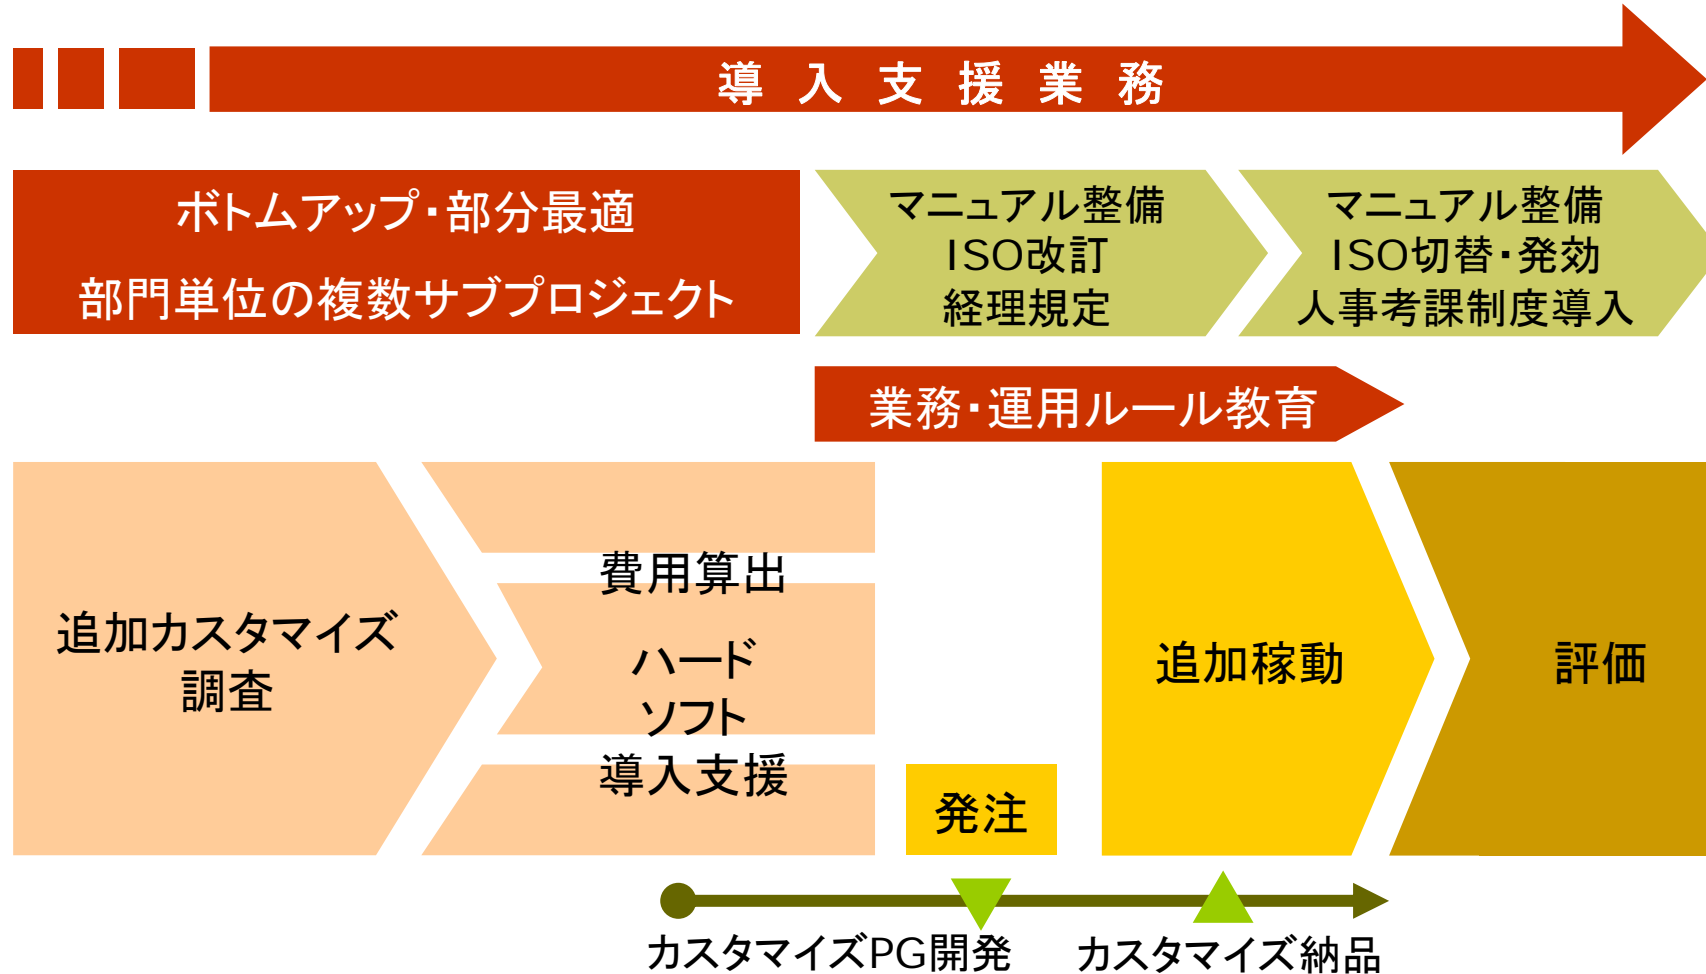 導入支援業務
ボトムアップ・部分最適
部門単位の複数サブプロジェクト
マニュアル整備
ISO改訂
経理規定
マニュアル整備
ISO切替・発効
人事考課制度導入
業務・運用ルール教育
追加カスタマイズ
調査
費用算出
ハード
ソフト
導入支援
発注
追加稼動
評価
カスタマイズPG開発
カスタマイズ納品